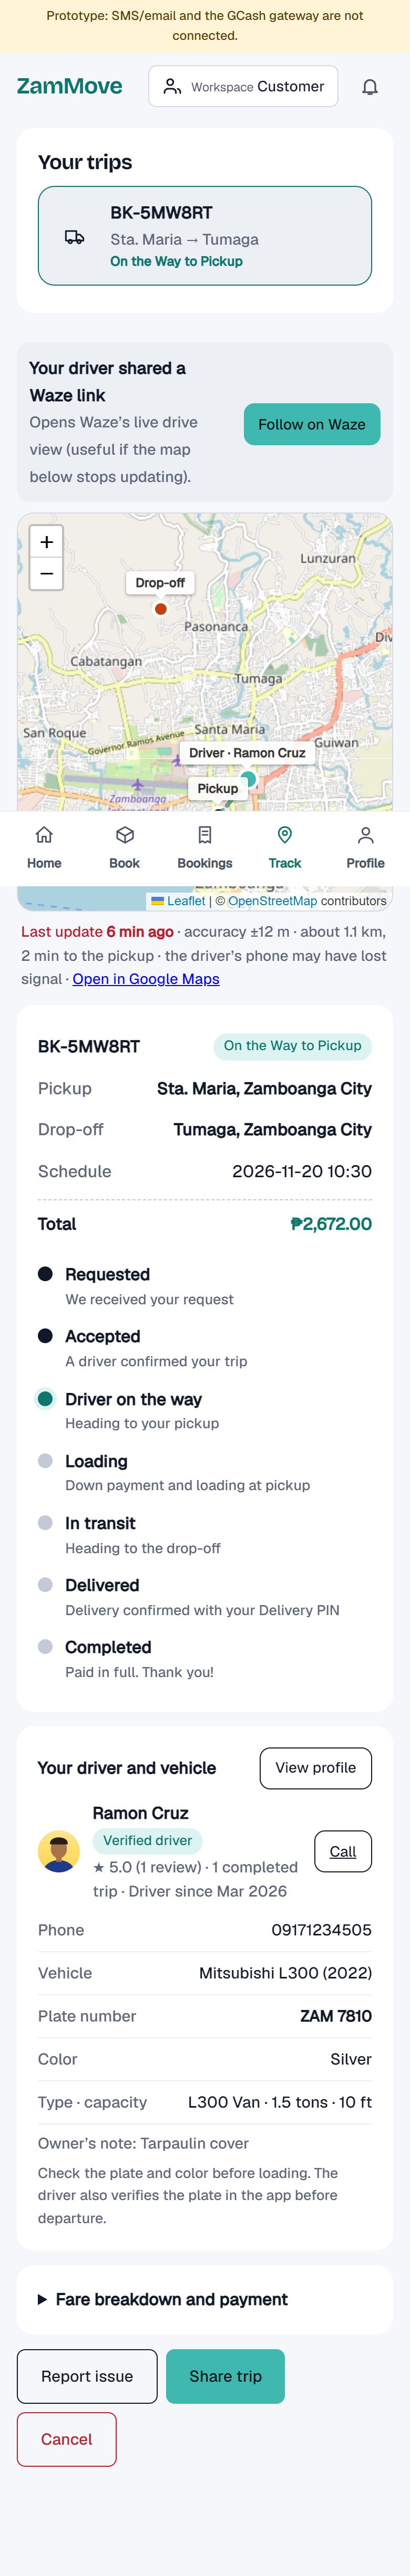 Prototype: SMS/email and the GCash gateway are not
connected.
ZamMove
Workspace Customer
Your trips
BK-5MW8RT
Sta. Maria → Tumaga
On the Way to Pickup
Your driver shared a
Waze link
Opens Waze's live drive
view (useful if the map
below stops updating).
Follow on Waze
+
−
Lunzuran
Drop-off
Pasonanca
Div
Cabatangan
Tumaga
San Roque
Governor Ramos Avenue
Santa Maria
Guiwan
Driver · Ramon Cruz
Pickup
Zamboanga
International
Home
Book
Bookings
Track
Profile
Zamboanga
Leaflet | © OpenStreetMap contributors
Last update 6 min ago · accuracy ±12 m · about 1.1 km,
2 min to the pickup · the driver's phone may have lost
signal · Open in Google Maps
BK-5MW8RT
On the Way to Pickup
Pickup
Sta. Maria, Zamboanga City
Drop-off
Tumaga, Zamboanga City
Schedule
2026-11-20 10:30
Total
₱2,672.00
Requested
We received your request
Accepted
A driver confirmed your trip
Driver on the way
Heading to your pickup
Loading
Down payment and loading at pickup
In transit
Heading to the drop-off
Delivered
Delivery confirmed with your Delivery PIN
Completed
Paid in full. Thank you!
Your driver and vehicle
View profile
Ramon Cruz
Verified driver
★ 5.0 (1 review) · 1 completed
trip · Driver since Mar 2026
Call
Phone
09171234505
Vehicle
Mitsubishi L300 (2022)
Plate number
ZAM 7810
Color
Silver
Type · capacity
L300 Van · 1.5 tons · 10 ft
Owner's note: Tarpaulin cover
Check the plate and color before loading. The
driver also verifies the plate in the app before
departure.
▶ Fare breakdown and payment
Report issue
Share trip
Cancel